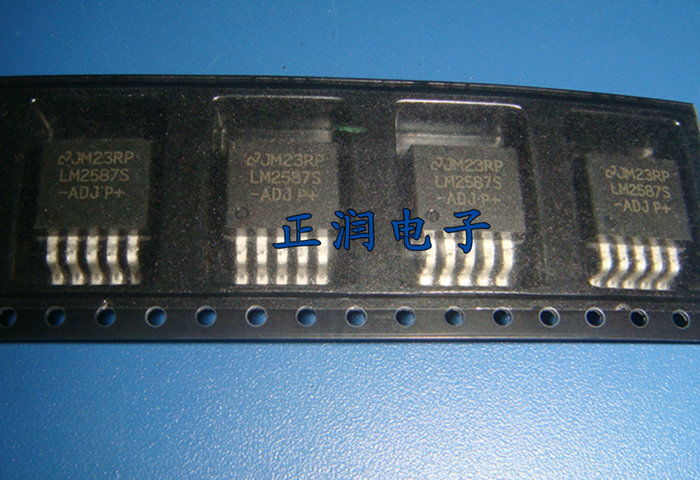 JM23RP
LM2587S
-ADJ P+
JM23RP
LM2587S
-ADJ P+
JM23RP
LM2587S
-ADJ P+
JM23RP
LM2587S
-ADJ P+
正润电子